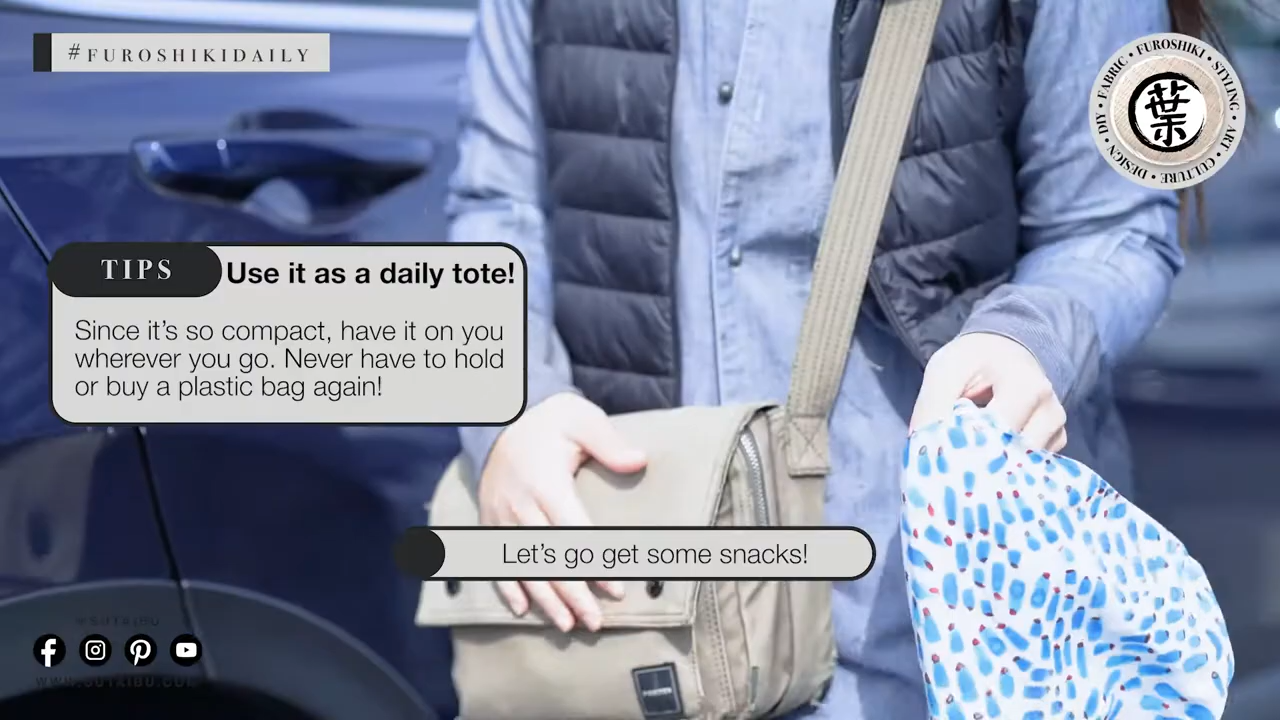 #FUROSHIKIDAILY
FABRIC • FUROSHIKI • STYLING • ART • CULTURE • DESIGN • DIY •
葉
TIPS
Use it as a daily tote!
Since it's so compact, have it on you
wherever you go. Never have to hold
or buy a plastic bag again!
Let's go get some snacks!